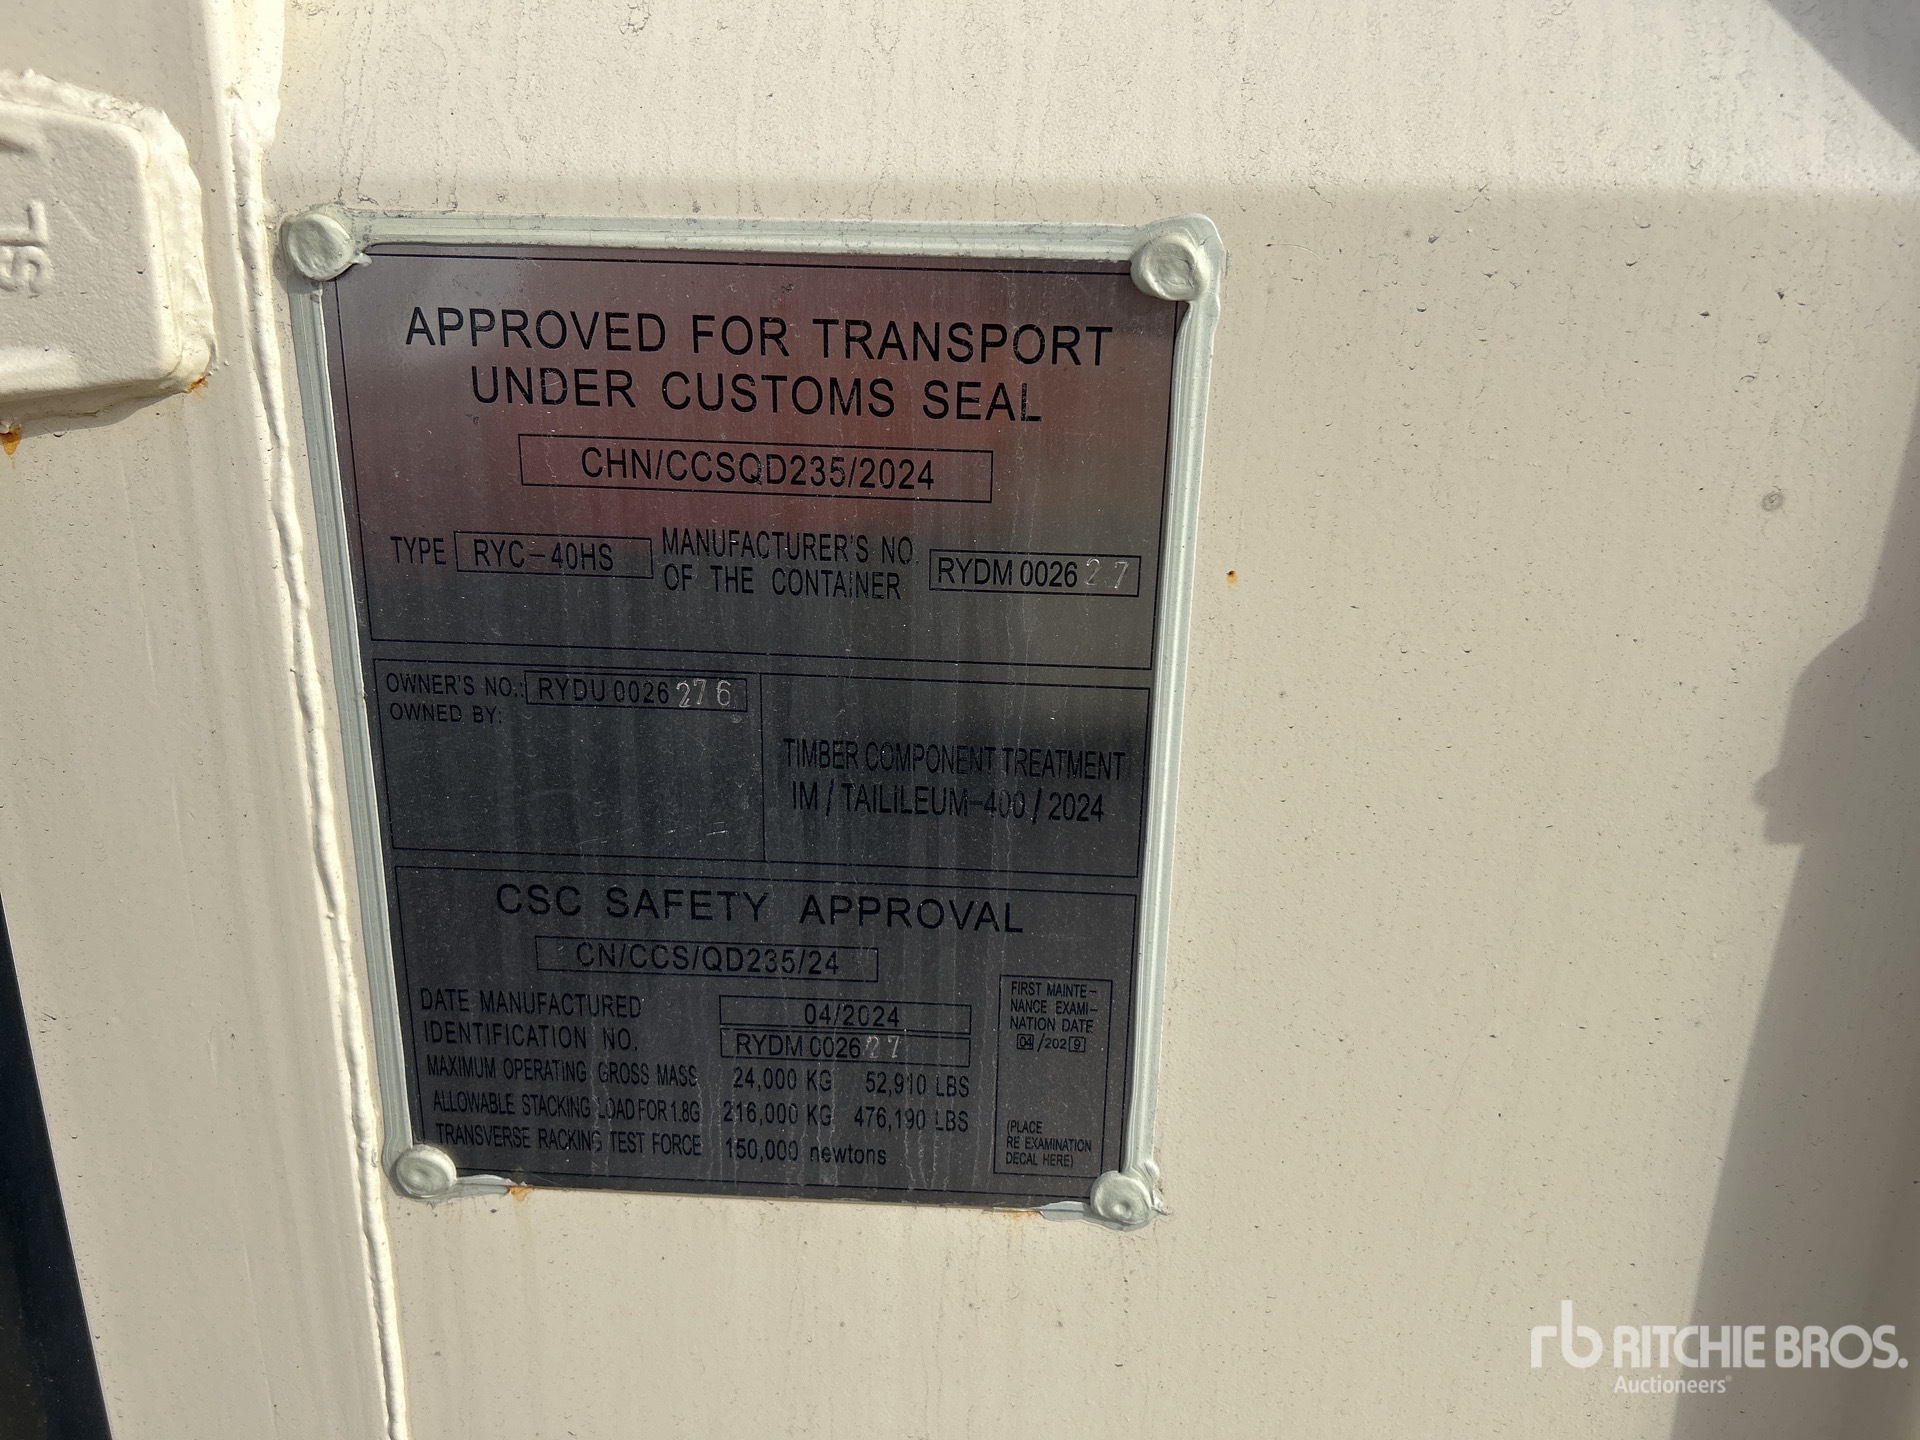 SL
APPROVED FOR TRANSPORT
UNDER CUSTOMS SEAL
CHN/CCSQD235/2024
TYPE RYC-40HS MANUFACTURER'S NO. OF THE CONTAINER RYDM 002627
OWNER'S NO.: RYDU 0026276
OWNED BY:
TIMBER COMPONENT TREATMENT
IM / TAILILEUM-400 / 2024
CSC SAFETY APPROVAL
CN/CCS/QD235/24
DATE MANUFACTURED 04/2024
IDENTIFICATION NO. RYDM 002627
MAXIMUM OPERATING GROSS MASS 24,000 KG 52,910 LBS
ALLOWABLE STACKING LOAD FOR 1.8G 216,000 KG 476,190 LBS
TRANSVERSE RACKING TEST FORCE 150,000 newtons
FIRST MAINTE-
NANCE EXAMI-
NATION DATE
04/2029
(PLACE
RE EXAMINATION
DECAL HERE)
rb RITCHIE BROS.
Auctioneers